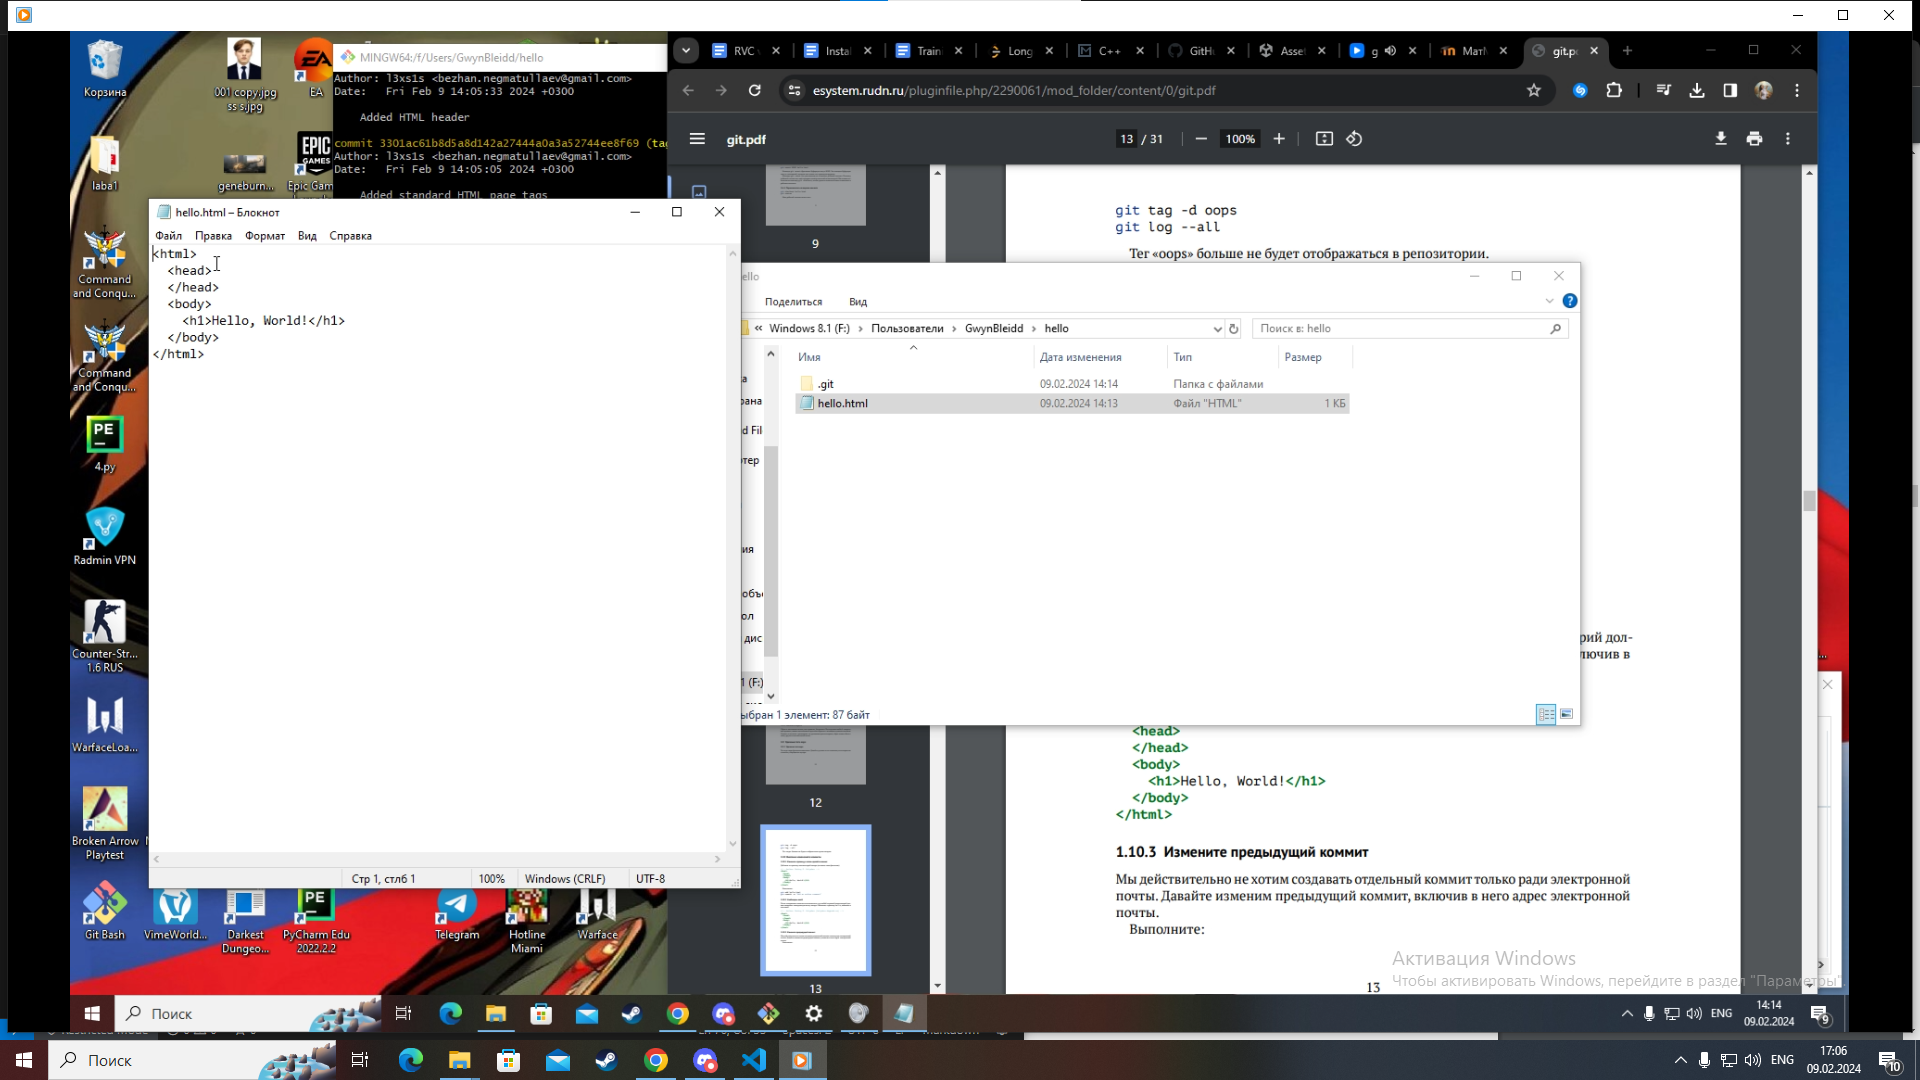 Корзина
001 copy.jpg
ss s.jpg
EA
laba1
geneburn...
EPIC
GAMES
Epic Gam
Command
and Conqu...
Command
and Conqu...
4.py
Radmin VPN
Counter-Str...
1.6 RUS
WarfaceLoa...
Broken Arrow
Playtest
Git Bash
VimeWorld...
Darkest
Dungeo...
PyCharm Edu
2022.2.2
Telegram
Hotline
Miami
Warface
MINGW64:/f/Users/GwynBleidd/hello
Author: l3xs1s <bezhan.negmatullaev@gmail.com>
Date:   Fri Feb 9 14:05:33 2024 +0300
Added HTML header
commit 3301ac61b8d5a8d142a27444a0a3a52744ee8f69 (tag
Author: l3xs1s <bezhan.negmatullaev@gmail.com>
Date:   Fri Feb 9 14:05:05 2024 +0300
Added standard HTML page tags
hello.html – Блокнот
Файл Правка Формат Вид Справка
<html>
<head>
</head>
<body>
<h1>Hello, World!</h1>
</body>
</html>
Стр 1, стлб 1
100%
Windows (CRLF)
UTF-8
RVC
Insta
Train
Long
C++
GitH
Asse
g
Мати
git.p
esystem.rudn.ru/pluginfile.php/2290061/mod_folder/content/0/git.pdf
git.pdf
13 / 31
100%
9
12
13
git tag -d oops
git log --all
Тег «oops» больше не будет отображаться в репозитории.
ello
Поделиться Вид
« Windows 8.1 (F:) › Пользователи › GwynBleidd › hello
Поиск в: hello
Имя Дата изменения Тип Размер
.git 09.02.2024 14:14 Папка с файлами
hello.html 09.02.2024 14:13 Файл "HTML" 1 КБ
ыбран 1 элемент: 87 байт
рий дол-
лючив в
<head>
</head>
<body>
<h1>Hello, World!</h1>
</body>
</html>
1.10.3 Измените предыдущий коммит
Мы действительно не хотим создавать отдельный коммит только ради электронной
почты. Давайте изменим предыдущий коммит, включив в него адрес электронной
почты.
Выполните:
13
Активация Windows
Чтобы активировать Windows, перейдите в раздел "Параметры".
Поиск
ENG
14:14
09.02.2024
9
Поиск
ENG
17:06
09.02.2024
10